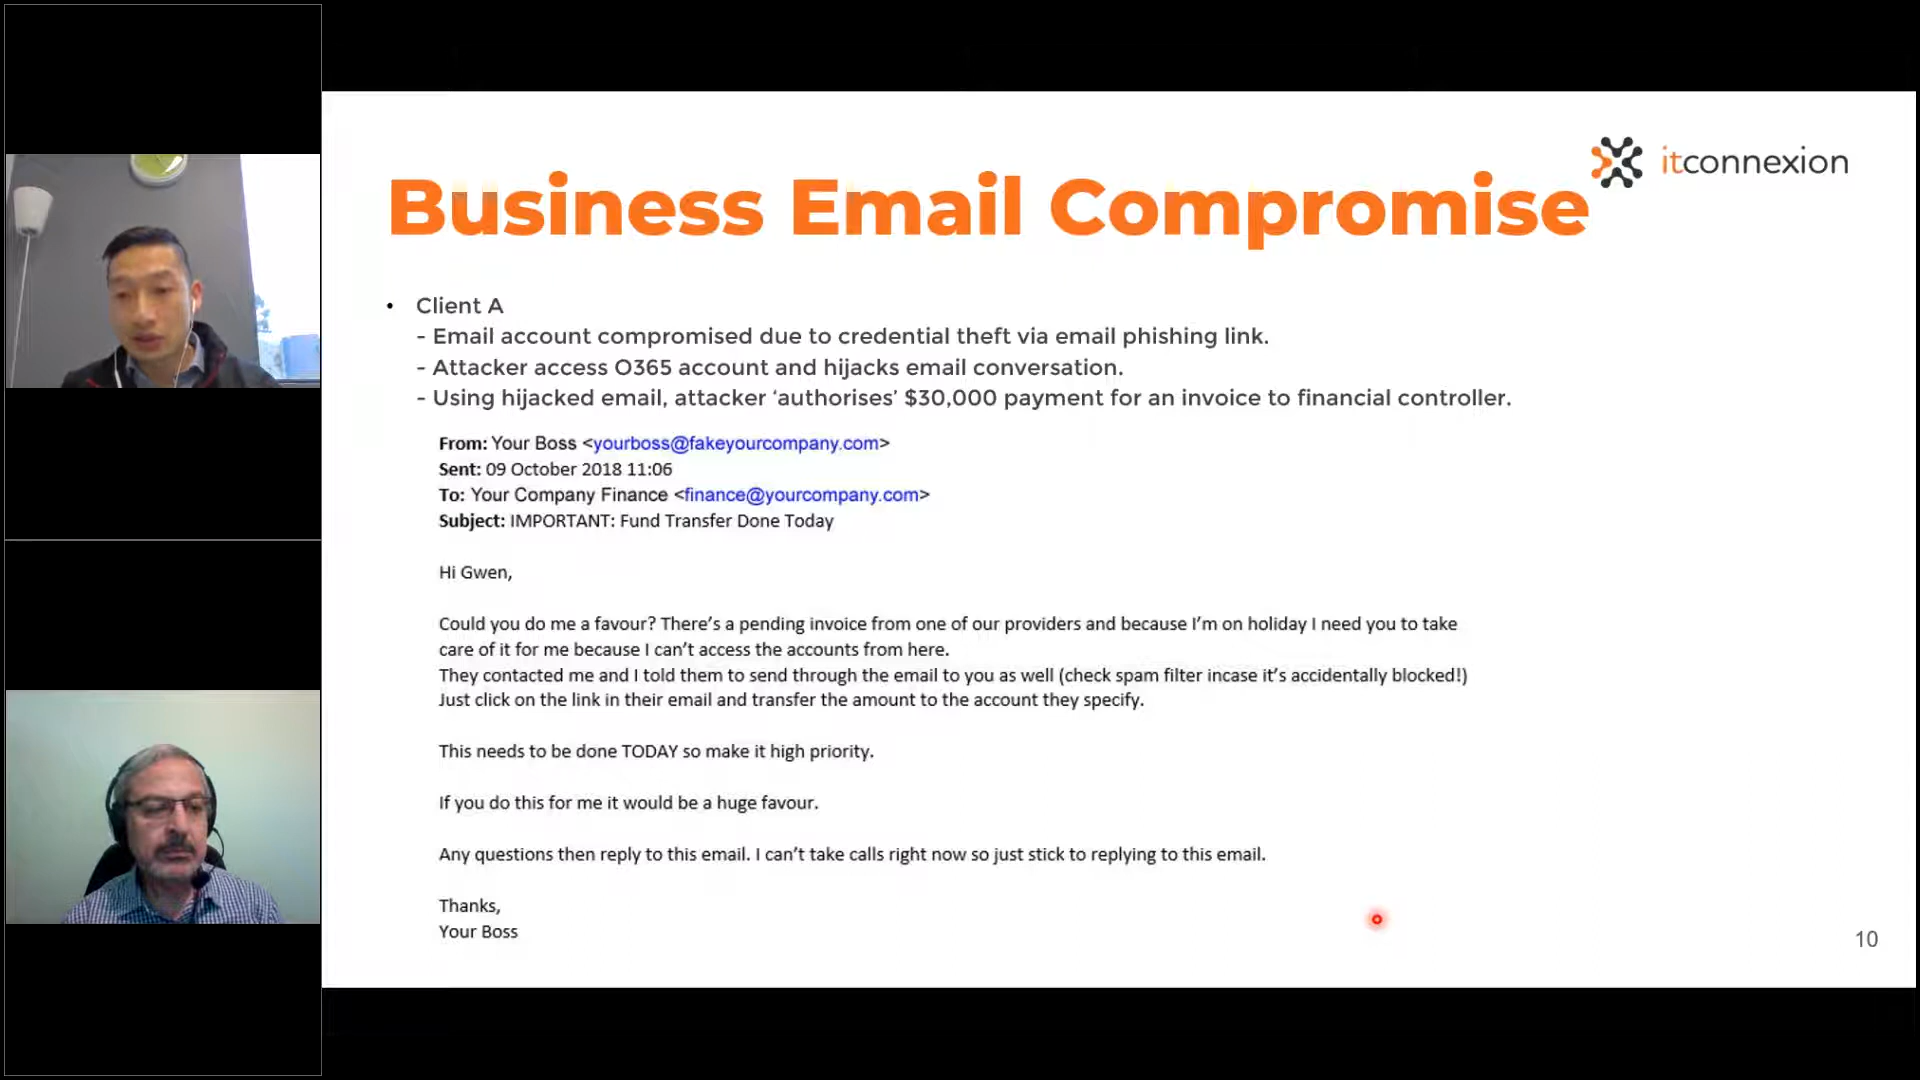 itconnexion
Business Email Compromise
• Client A
- Email account compromised due to credential theft via email phishing link.
- Attacker access O365 account and hijacks email conversation.
- Using hijacked email, attacker ‘authorises’ $30,000 payment for an invoice to financial controller.
From: Your Boss <yourboss@fakeyourcompany.com>
Sent: 09 October 2018 11:06
To: Your Company Finance <finance@yourcompany.com>
Subject: IMPORTANT: Fund Transfer Done Today
Hi Gwen,
Could you do me a favour? There’s a pending invoice from one of our providers and because I’m on holiday I need you to take
care of it for me because I can’t access the accounts from here.
They contacted me and I told them to send through the email to you as well (check spam filter incase it’s accidentally blocked!)
Just click on the link in their email and transfer the amount to the account they specify.
This needs to be done TODAY so make it high priority.
If you do this for me it would be a huge favour.
Any questions then reply to this email. I can’t take calls right now so just stick to replying to this email.
Thanks,
Your Boss
10